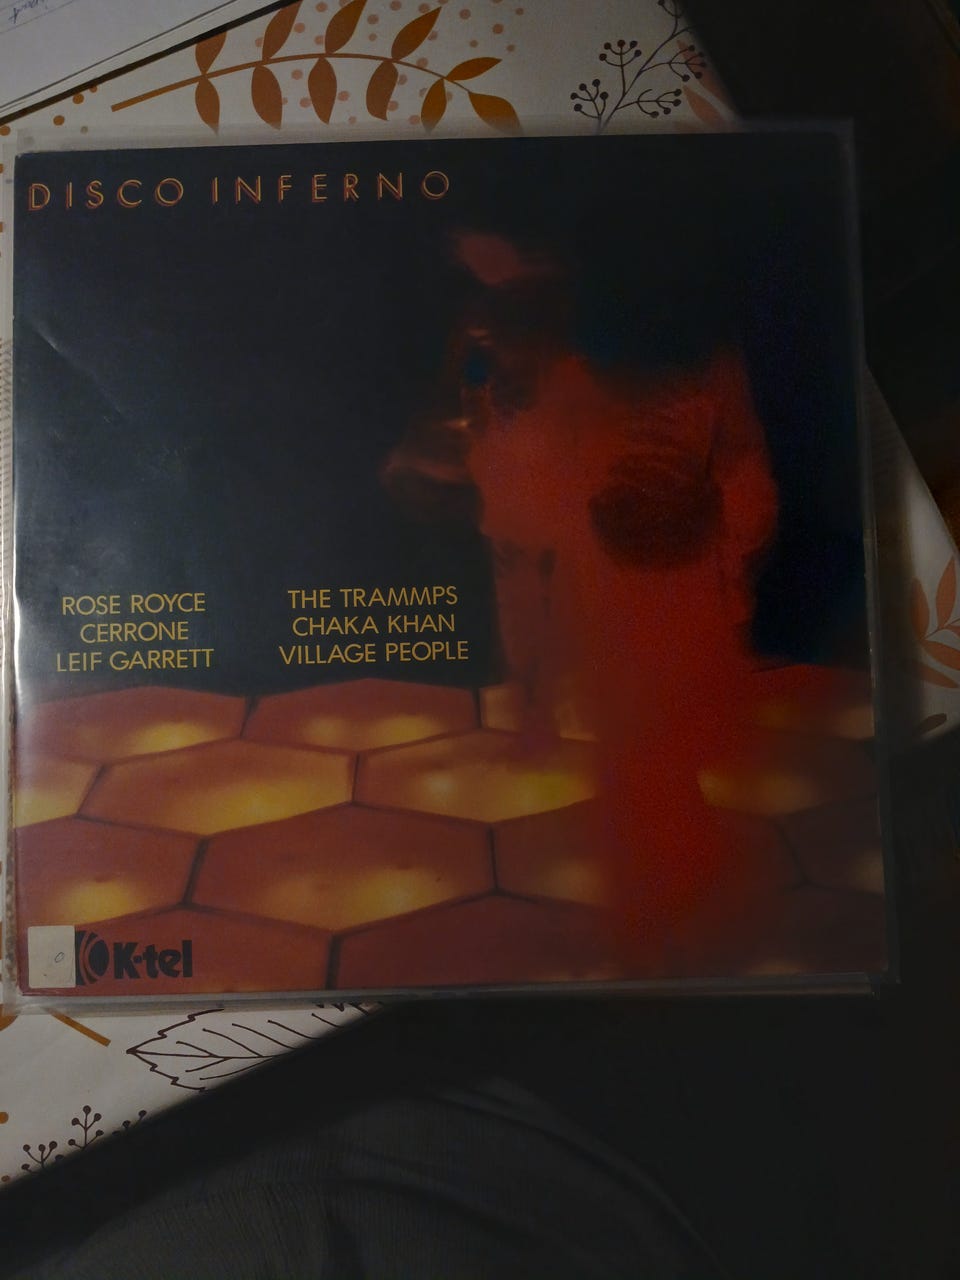 DISCO INFERNO
ROSE ROYCE
CERRONE
LEIF GARRETT
THE TRAMMPS
CHAKA KHAN
VILLAGE PEOPLE
K-tel